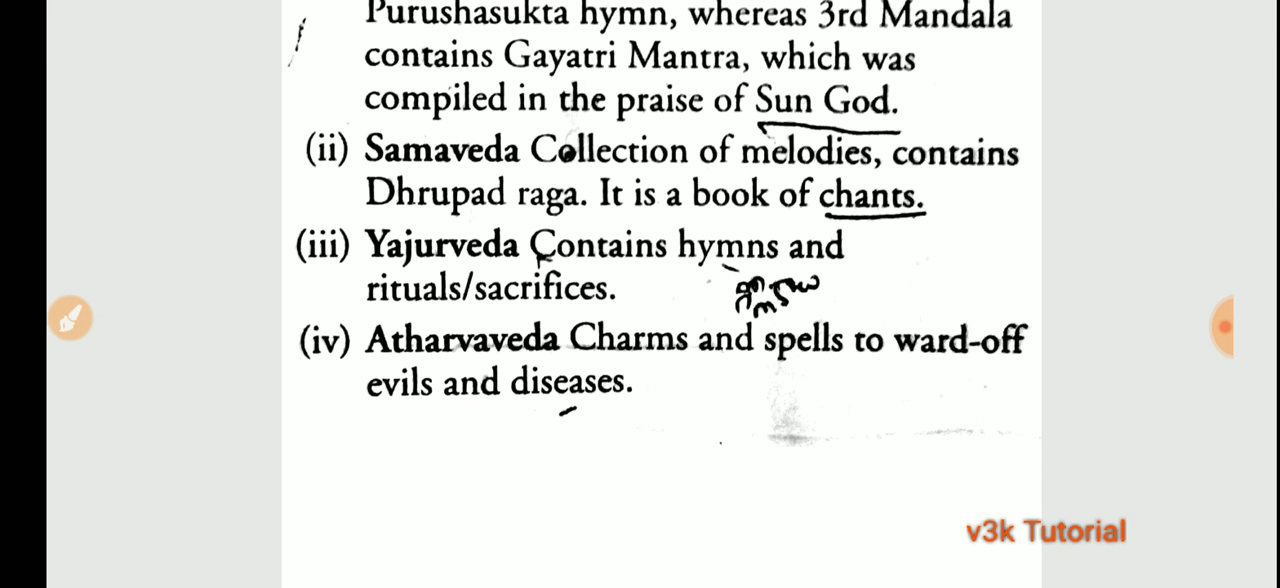 Purushasukta hymn, whereas 3rd Mandala
contains Gayatri Mantra, which was
compiled in the praise of Sun God.
(ii) Samaveda Collection of melodies, contains
Dhrupad raga. It is a book of chants.
(iii) Yajurveda Contains hymns and
rituals/sacrifices.
(iv) Atharvaveda Charms and spells to ward-off
evils and diseases.
v3k Tutorial